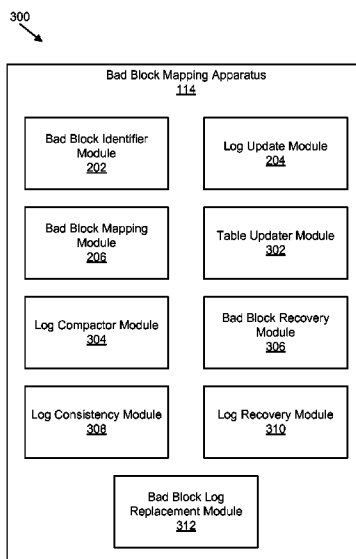 300
Bad Block Mapping Apparatus
114
Bad Block Identifier
Module
202
Log Update Module
204
Bad Block Mapping
Module
206
Table Updater Module
302
Log Compactor Module
304
Bad Block Recovery
Module
306
Log Consistency Module
308
Log Recovery Module
310
Bad Block Log
Replacement Module
312